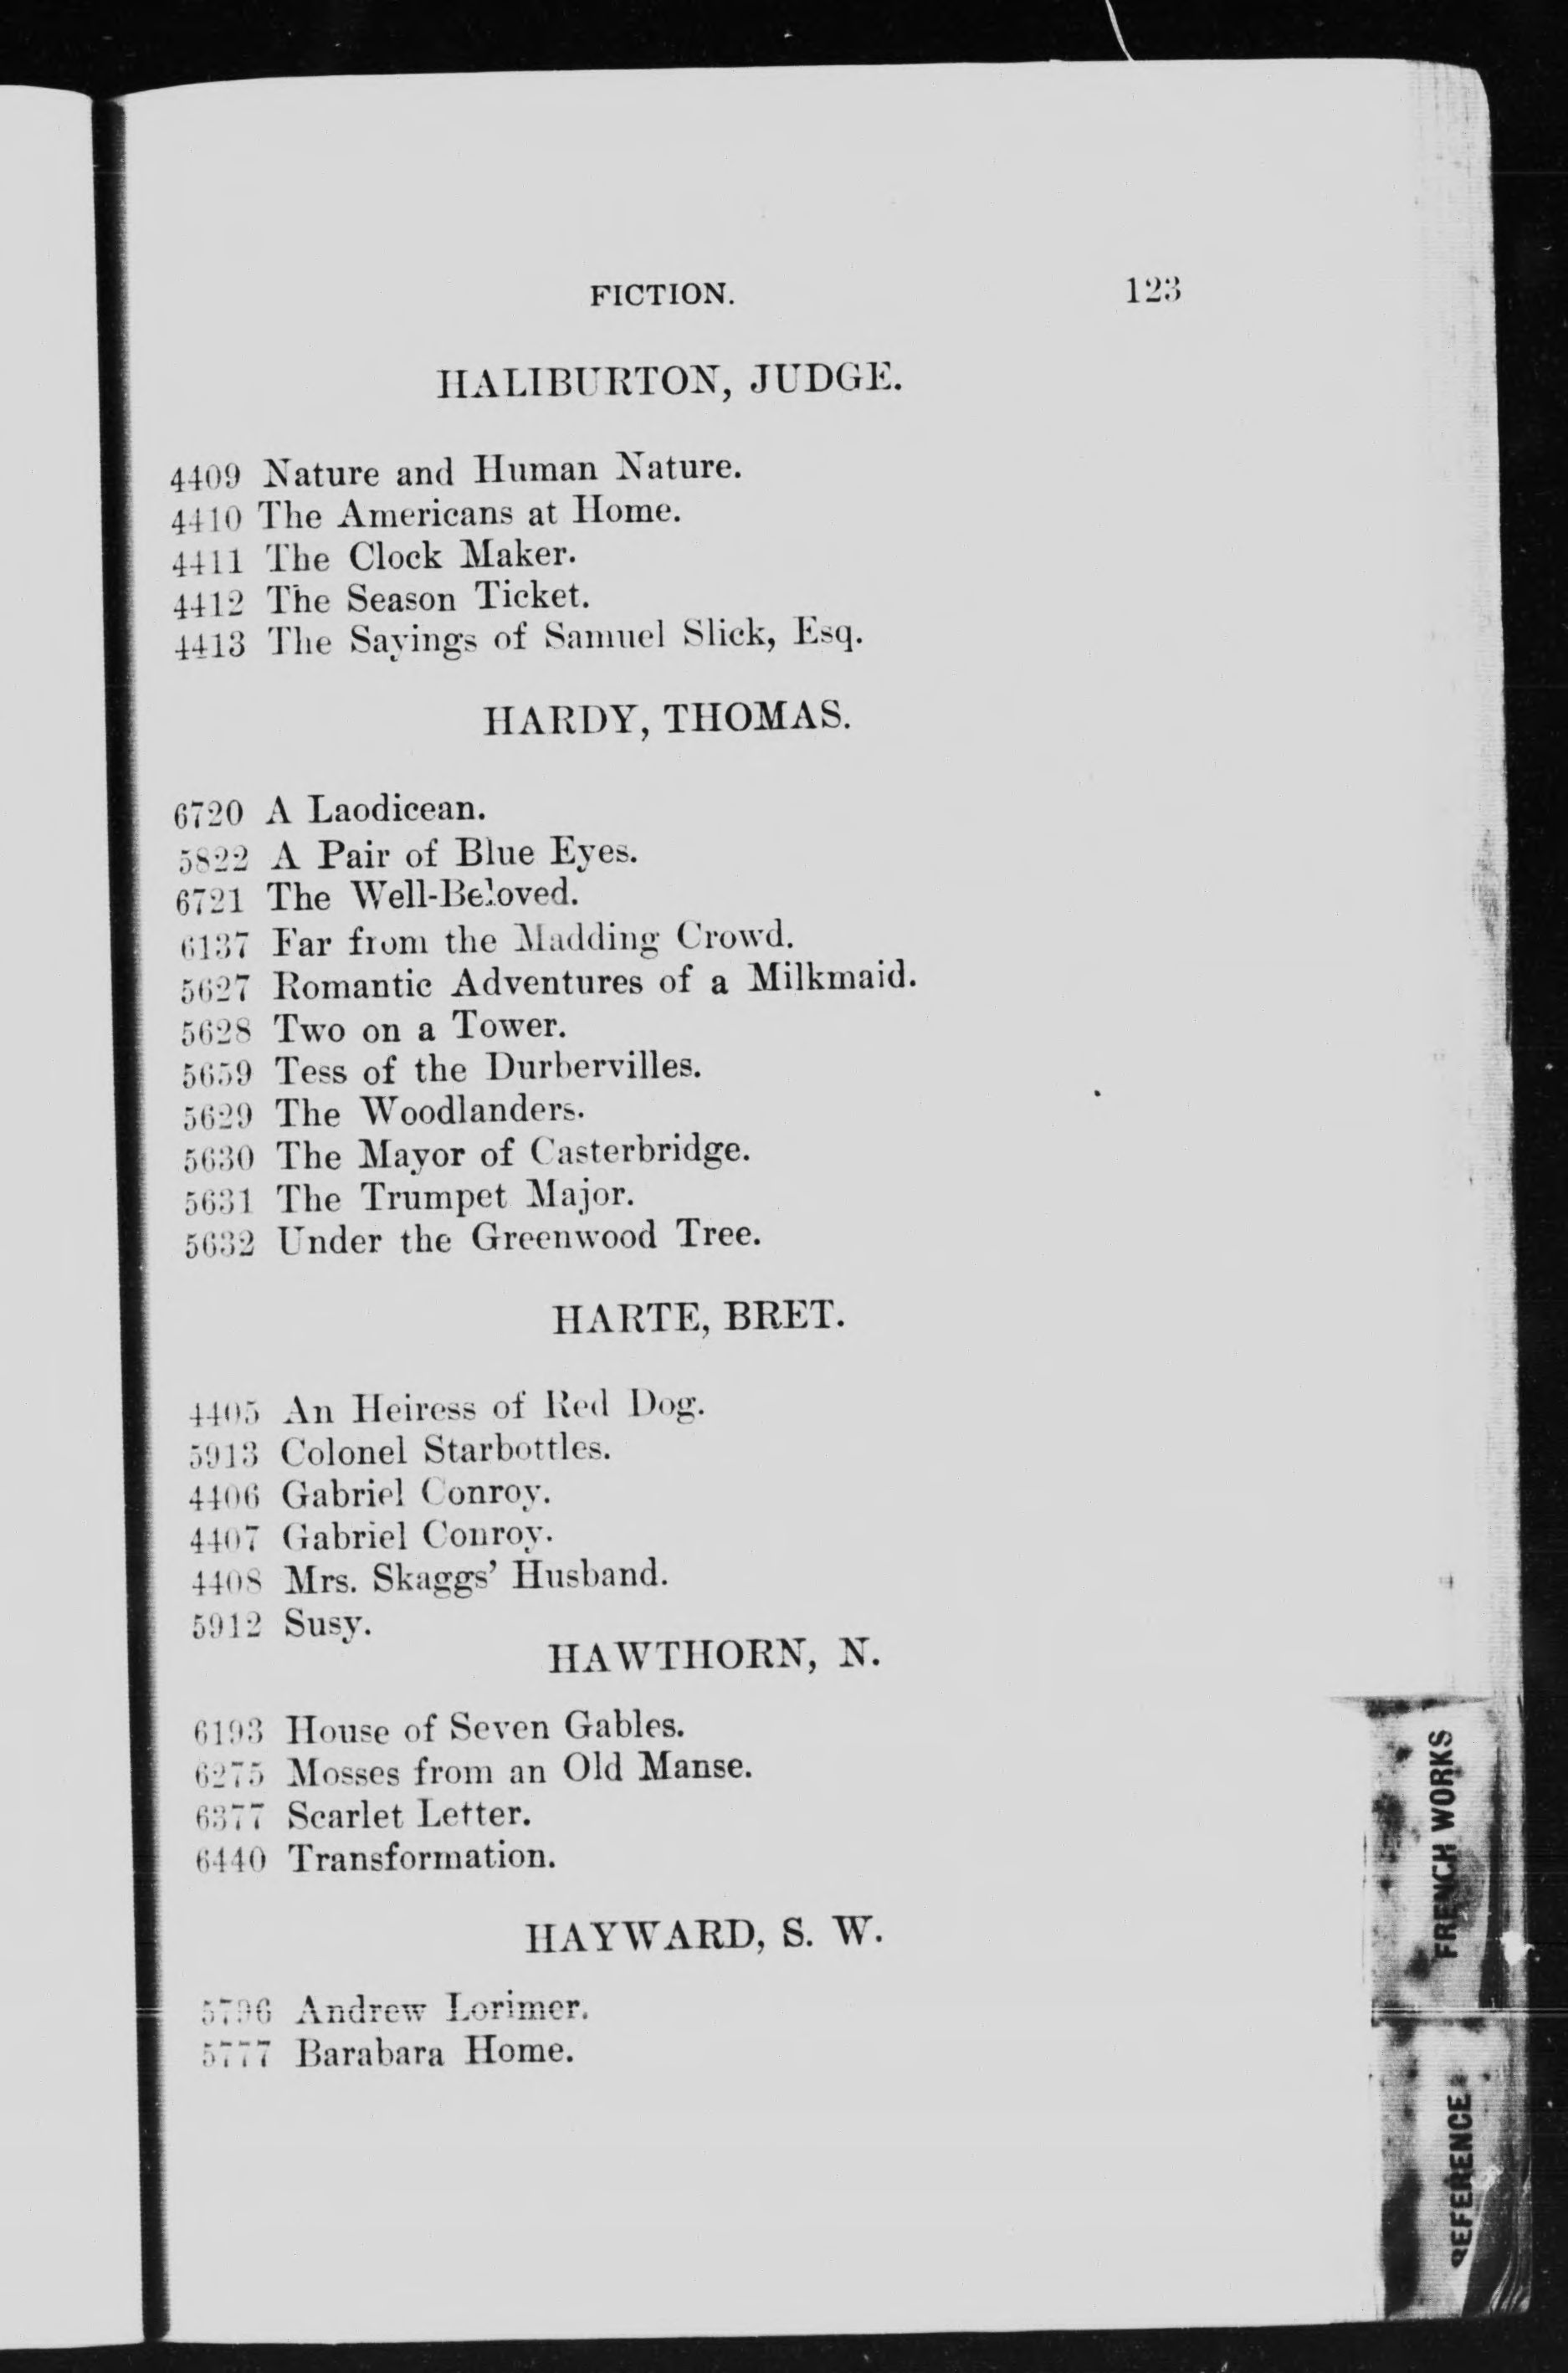 FICTION. 123
HALIBURTON, JUDGE.
4409 Nature and Human Nature.
4410 The Americans at Home.
4411 The Clock Maker.
4412 The Season Ticket.
4413 The Sayings of Samuel Slick, Esq.
HARDY, THOMAS.
6720 A Laodicean.
5822 A Pair of Blue Eyes.
6721 The Well-Beloved.
6137 Far from the Madding Crowd.
5627 Romantic Adventures of a Milkmaid.
5628 Two on a Tower.
5659 Tess of the Durbervilles.
5629 The Woodlanders.
5630 The Mayor of Casterbridge.
5631 The Trumpet Major.
5632 Under the Greenwood Tree.
HARTE, BRET.
4405 An Heiress of Red Dog.
5913 Colonel Starbottles.
4406 Gabriel Conroy.
4407 Gabriel Conroy.
4408 Mrs. Skaggs' Husband.
5912 Susy.
HAWTHORN, N.
6193 House of Seven Gables.
6275 Mosses from an Old Manse.
6377 Scarlet Letter.
6440 Transformation.
HAYWARD, S. W.
5796 Andrew Lorimer.
5777 Barabara Home.
FRENCH WORKS
REFERENCE